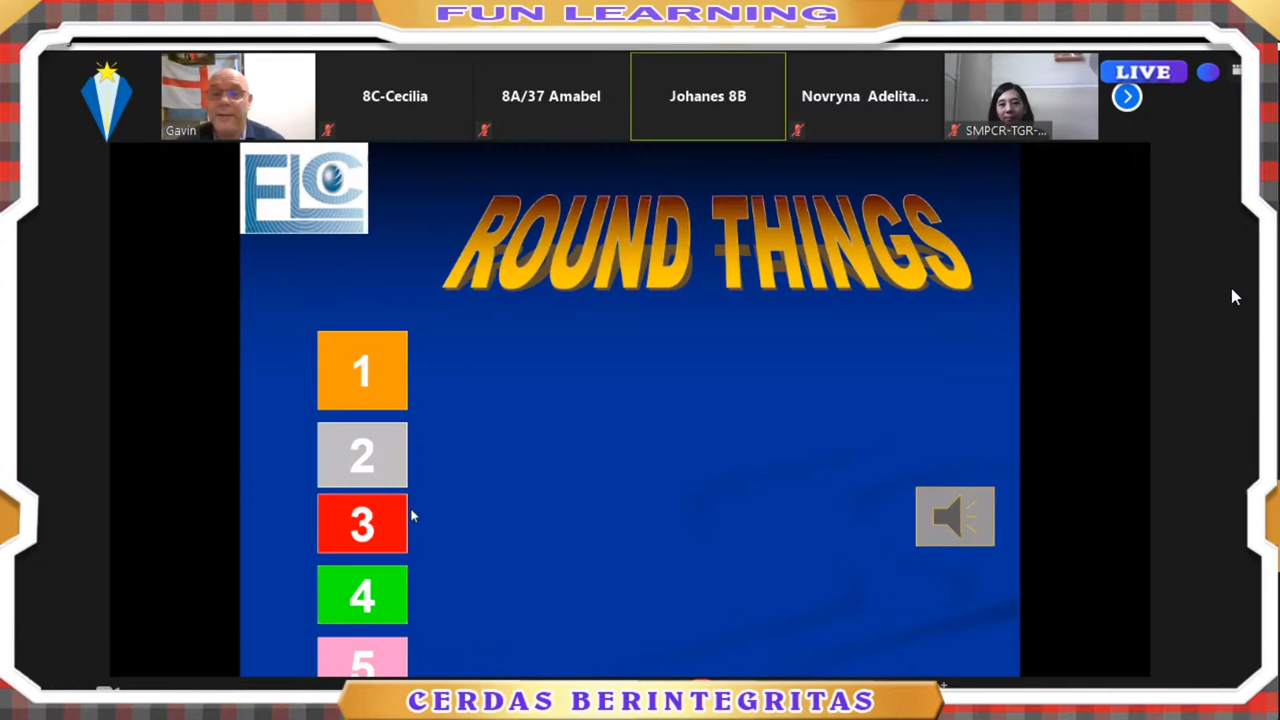 FUN LEARNING
LIVE
8C-Cecilia
8A/37 Amabel
Johanes 8B
Novryna Adelita...
Gavin
SMPCR-TGR-...
ELC
ROUND THINGS
1
2
3
4
5
CERDAS BERINTEGRITAS